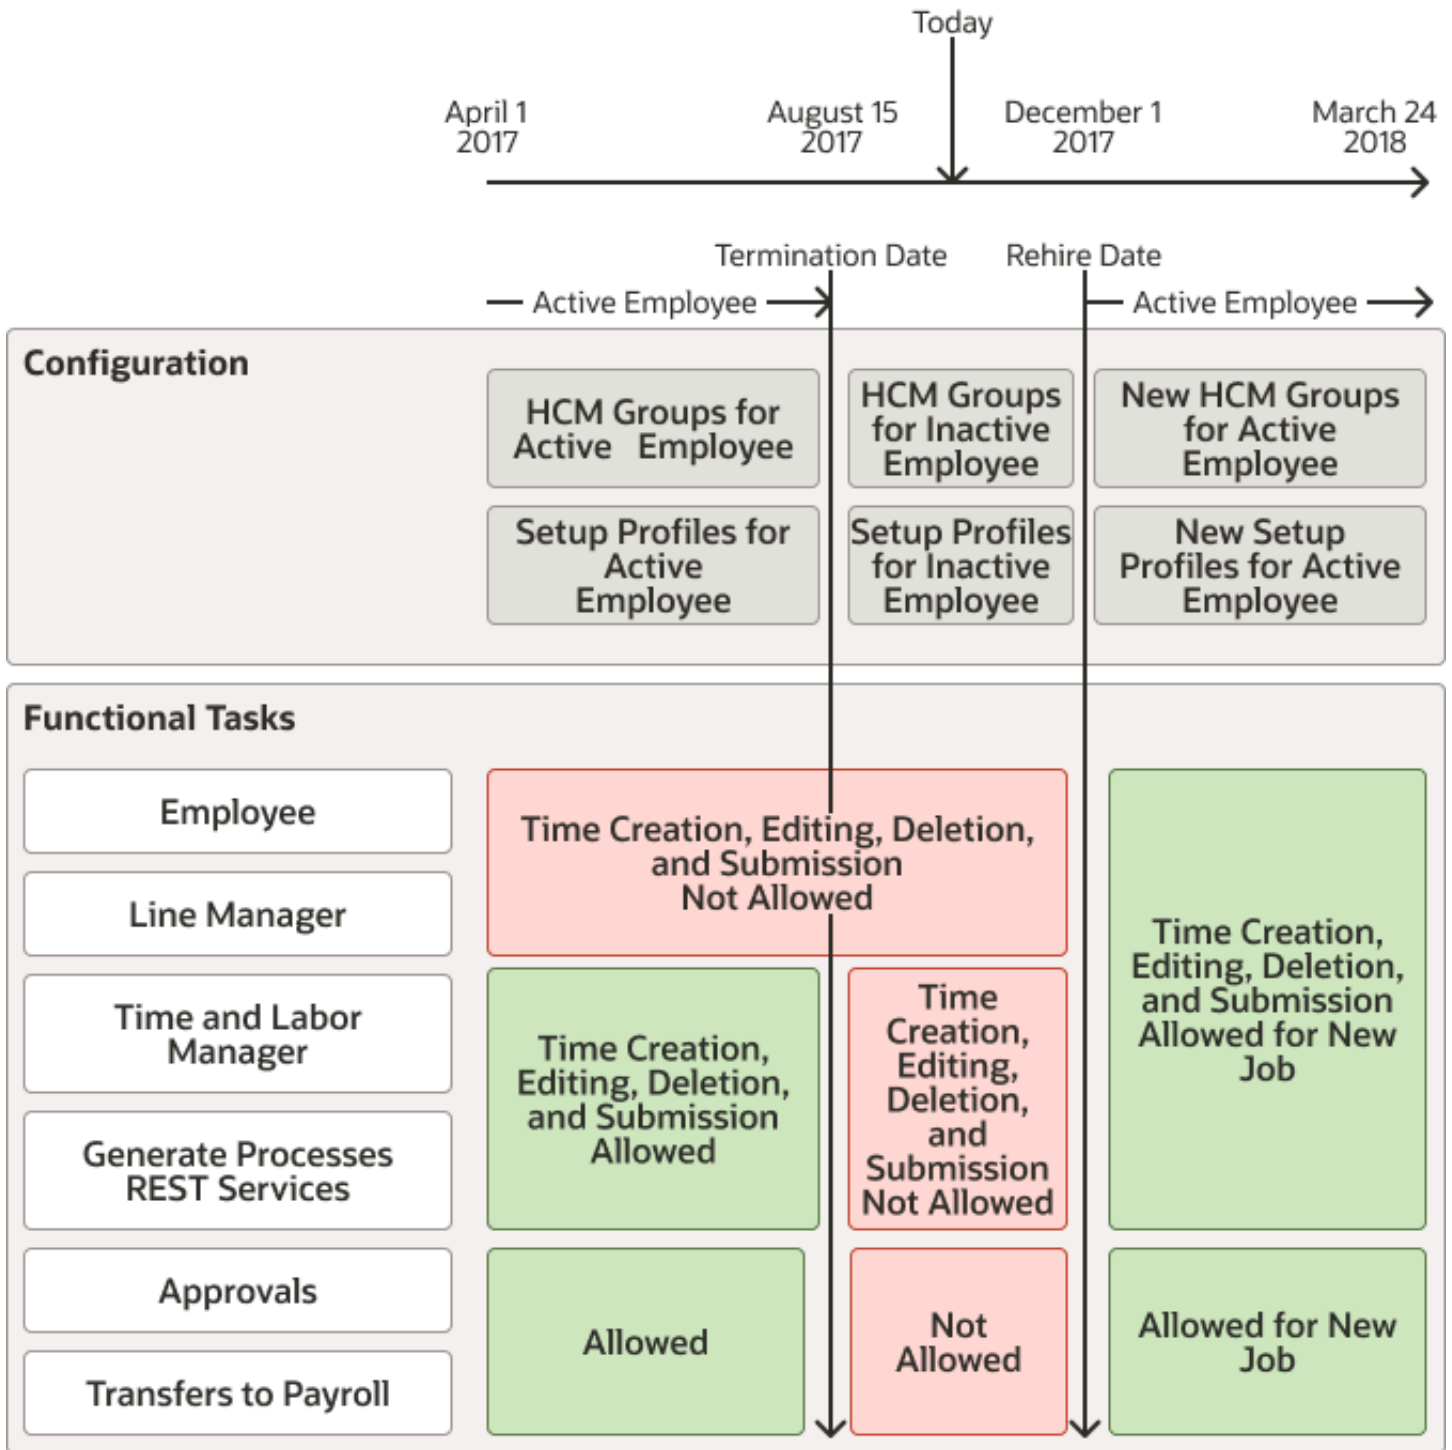 Today
April 1
2017
August 15
2017
December 1
2017
March 24
2018
Termination Date
Rehire Date
Active Employee
Active Employee
Configuration
HCM Groups for
Active Employee
HCM Groups
for Inactive
Employee
New HCM Groups
for Active
Employee
Setup Profiles for
Active
Employee
Setup Profiles
for Inactive
Employee
New Setup
Profiles for Active
Employee
Functional Tasks
Employee
Line Manager
Time and Labor
Manager
Generate Processes
REST Services
Approvals
Transfers to Payroll
Time Creation, Editing, Deletion,
and Submission
Not Allowed
Time Creation,
Editing, Deletion,
and Submission
Allowed
Time
Creation,
Editing,
Deletion,
and
Submission
Not Allowed
Time Creation,
Editing, Deletion,
and Submission
Allowed for New
Job
Allowed
Not
Allowed
Allowed for New
Job